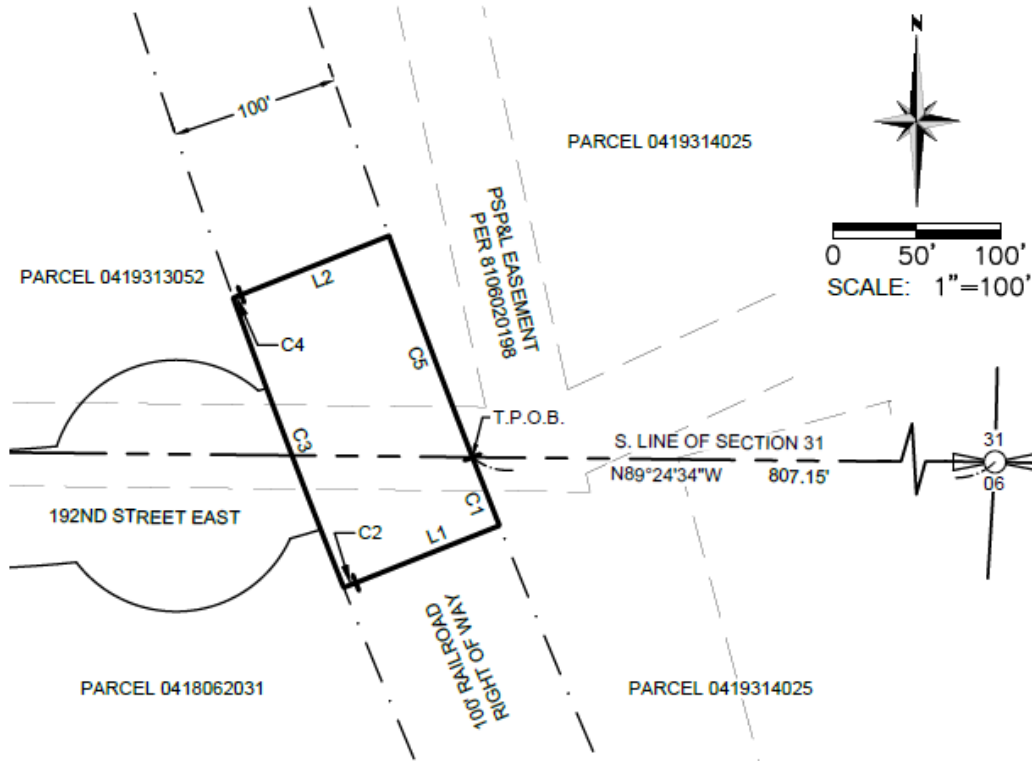 N
100'
PARCEL 0419314025
PSP&L EASEMENT
PER 8106020198
0 50' 100'
SCALE: 1"=100'
PARCEL 0419313052
L2
C4
C5
T.P.O.B.
C3
S. LINE OF SECTION 31
N89°24'34"W 807.15'
31
06
192ND STREET EAST
C1
C2
L1
100' RAILROAD
RIGHT OF WAY
PARCEL 0418062031
PARCEL 0419314025